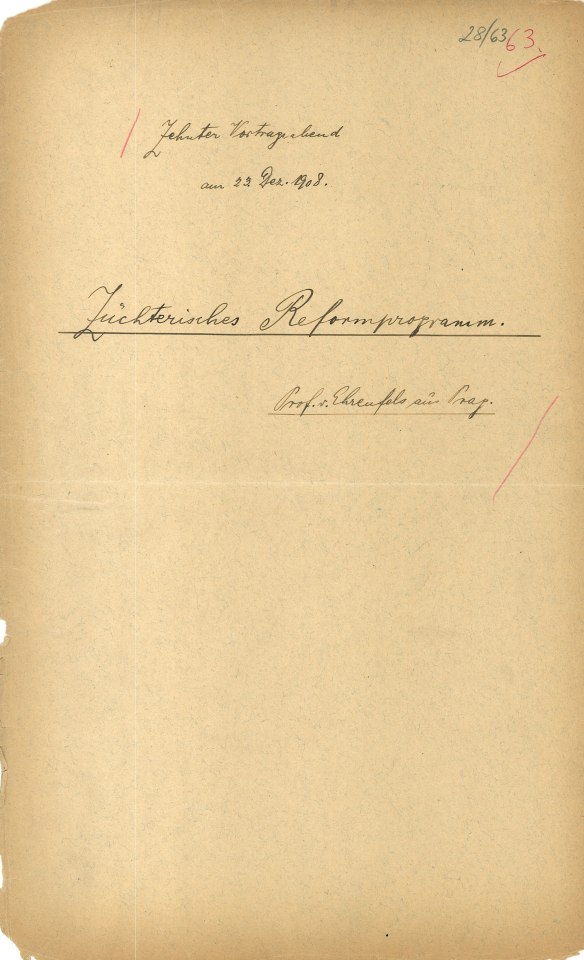 28/63 63.
Zehnter Vortragsabend
am 23. Dez. 1908.
Züchterisches Reformprogramm.
Prof. v. Ehrenfels aus Prag.